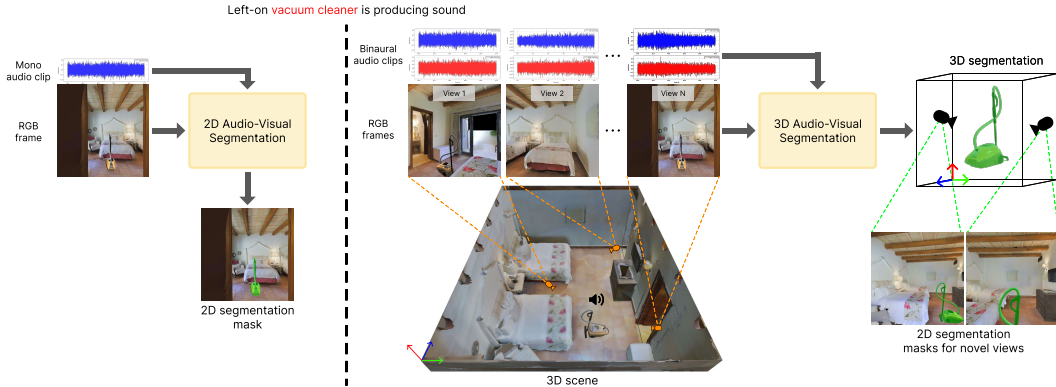 Left-on vacuum cleaner is producing sound
Mono
audio clip
RGB
frame
2D Audio-Visual
Segmentation
2D segmentation
mask
Binaural
audio clips
...
RGB
frames
View 1
View 2
...
View N
3D Audio-Visual
Segmentation
3D scene
3D segmentation
2D segmentation
masks for novel views